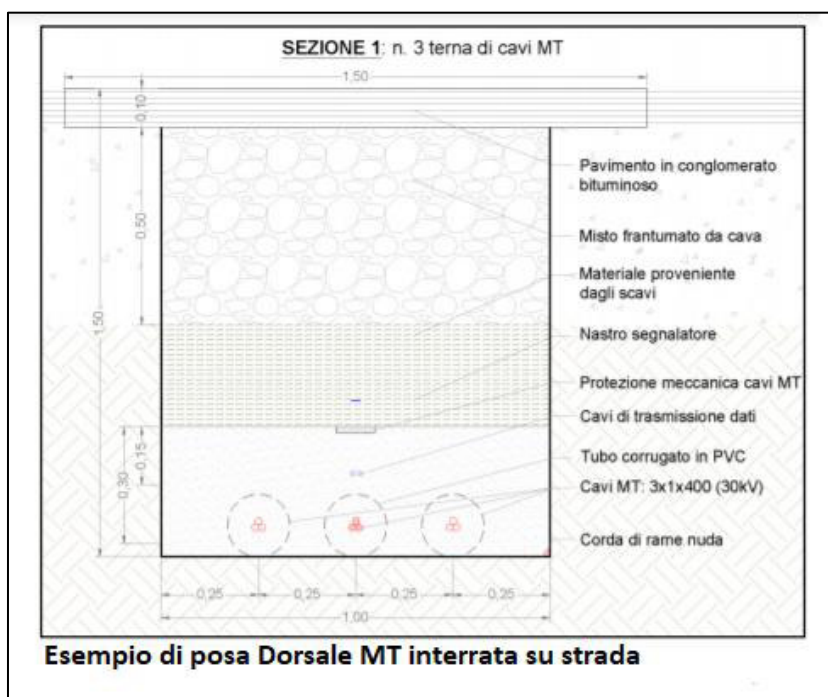 SEZIONE 1: n. 3 terna di cavi MT
1,50
0,10
Pavimento in conglomerato
bituminoso
0,50
Misto frantumato da cava
Materiale proveniente
dagli scavi
1,50
Nastro segnalatore
Protezione meccanica cavi MT
Cavi di trasmissione dati
0,15
0,30
Tubo corrugato in PVC
Cavi MT: 3x1x400 (30kV)
Corda di rame nuda
0,25 0,25 0,25 0,25
1,00
Esempio di posa Dorsale MT interrata su strada